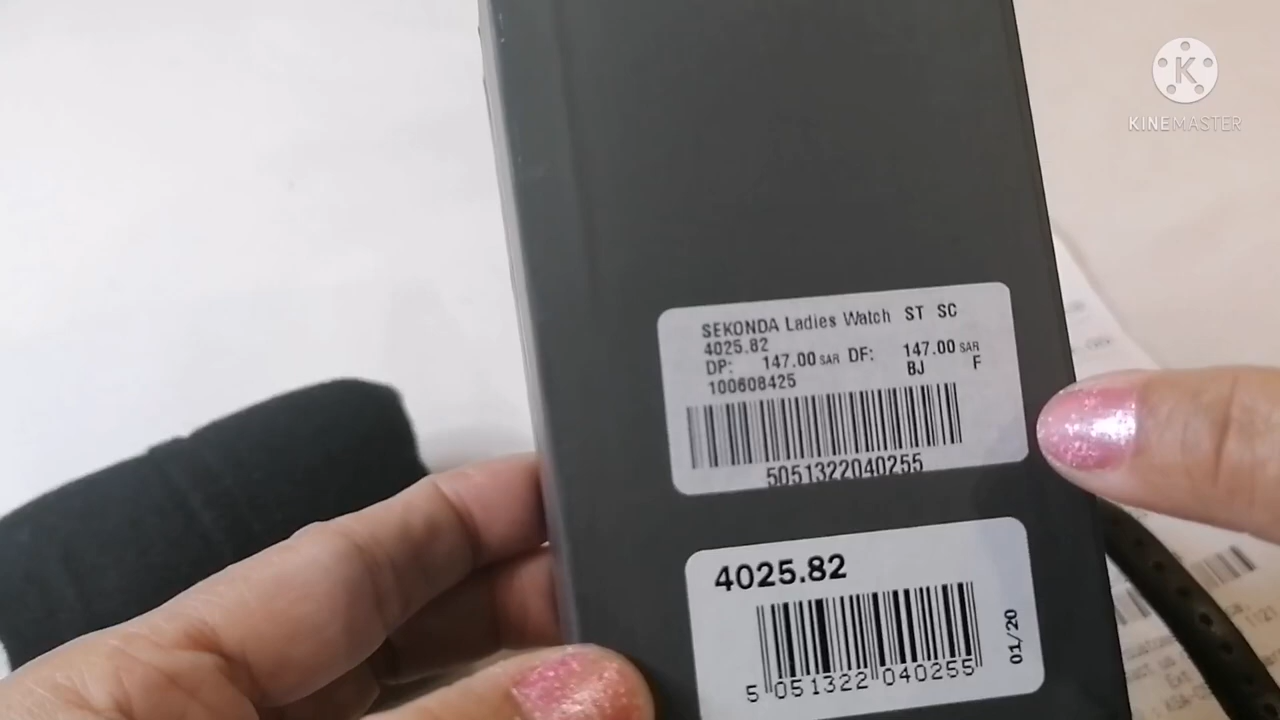 KINEMASTER
SEKONDA Ladies Watch ST SC
4025.82
DP: 147.00 SAR DF: 147.00 SAR
100608425 BJ F
5051322040255
4025.82
01/20
5 051322 040255